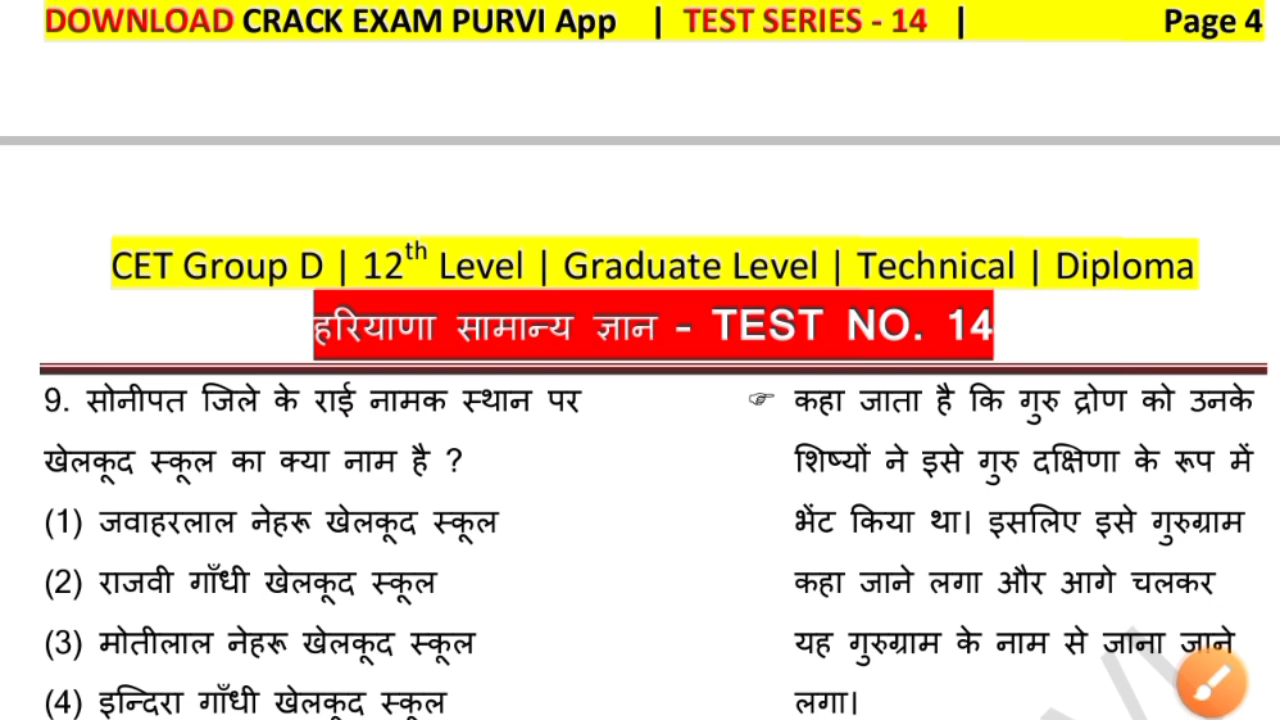 DOWNLOAD CRACK EXAM PURVI App | TEST SERIES - 14 | Page 4
CET Group D | 12th Level | Graduate Level | Technical | Diploma
हरियाणा सामान्य ज्ञान - TEST NO. 14
9. सोनीपत जिले के राई नामक स्थान पर
खेलकूद स्कूल का क्या नाम है ?
(1) जवाहरलाल नेहरू खेलकूद स्कूल
(2) राजवी गाँधी खेलकूद स्कूल
(3) मोतीलाल नेहरू खेलकूद स्कूल
(4) इन्दिरा गाँधी खेलकूद स्कूल
☞ कहा जाता है कि गुरु द्रोण को उनके
शिष्यों ने इसे गुरु दक्षिणा के रूप में
भेंट किया था। इसलिए इसे गुरुग्राम
कहा जाने लगा और आगे चलकर
यह गुरुग्राम के नाम से जाना जाने
लगा।